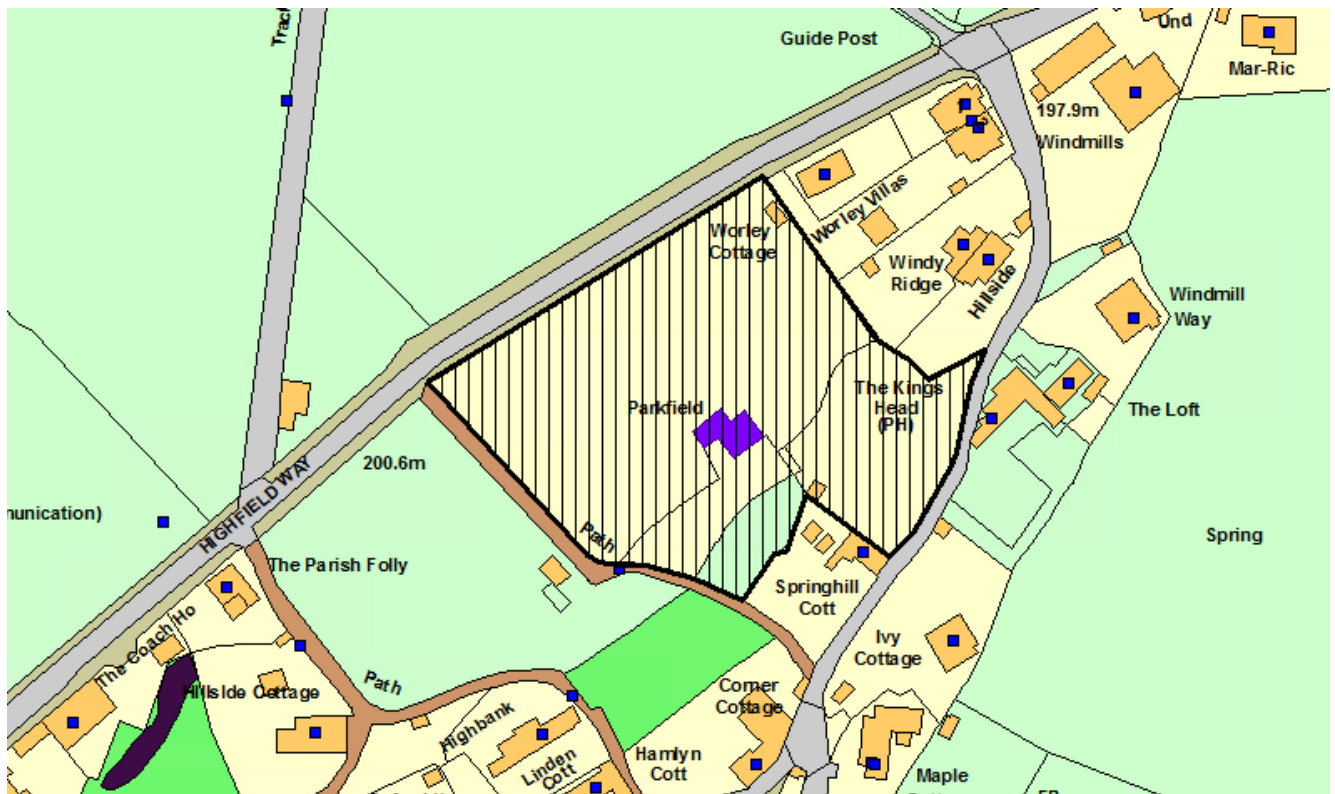 Trac
Guide Post
Und
Mar-Ric
197.9m
Windmills
Worley Villas
Worley
Cottage
Windy
Ridge
Hillside
Windmill
Way
The Kings
Head
(PH)
Parkfield
The Loft
200.6m
HIGHFIELD WAY
nunication)
Path
Spring
The Parish Folly
Springhill
Cott
The Coach Ho
Ivy
Cottage
Hillside Cottage
Path
Corner
Cottage
Highbank
Linden
Cott
Hamlyn
Cott
Maple